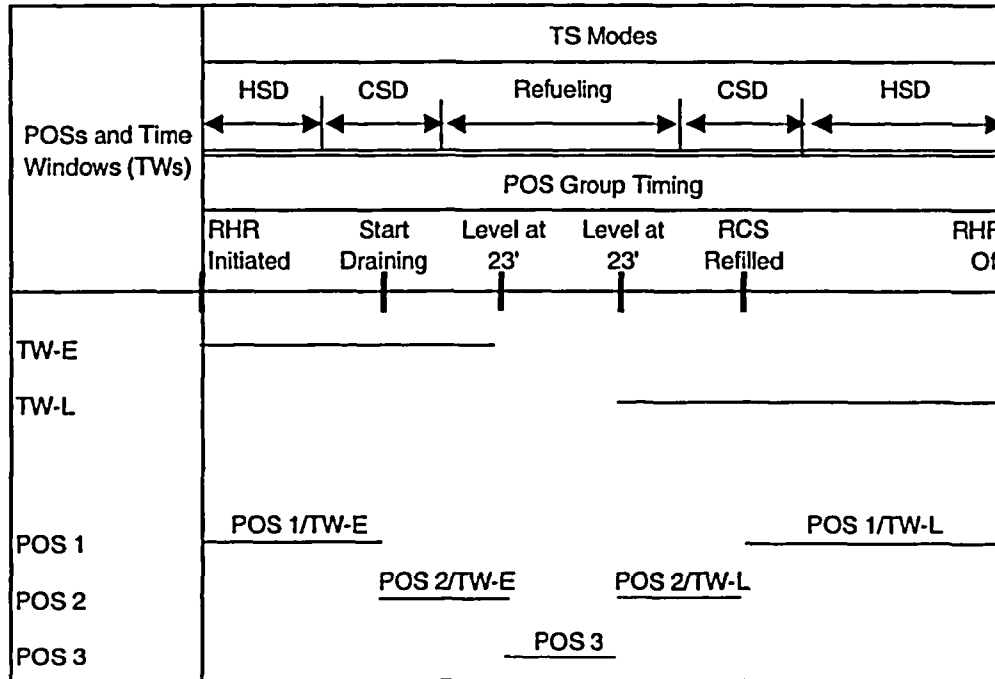 TS Modes
HSD CSD Refueling CSD HSD
POSs and Time
Windows (TWs)
POS Group Timing
RHR Start Level at Level at RCS RHR
Initiated Draining 23' 23' Refilled Of
TW-E
TW-L
POS 1/TW-E POS 1/TW-L
POS 1
POS 2/TW-E POS 2/TW-L
POS 2
POS 3
POS 3